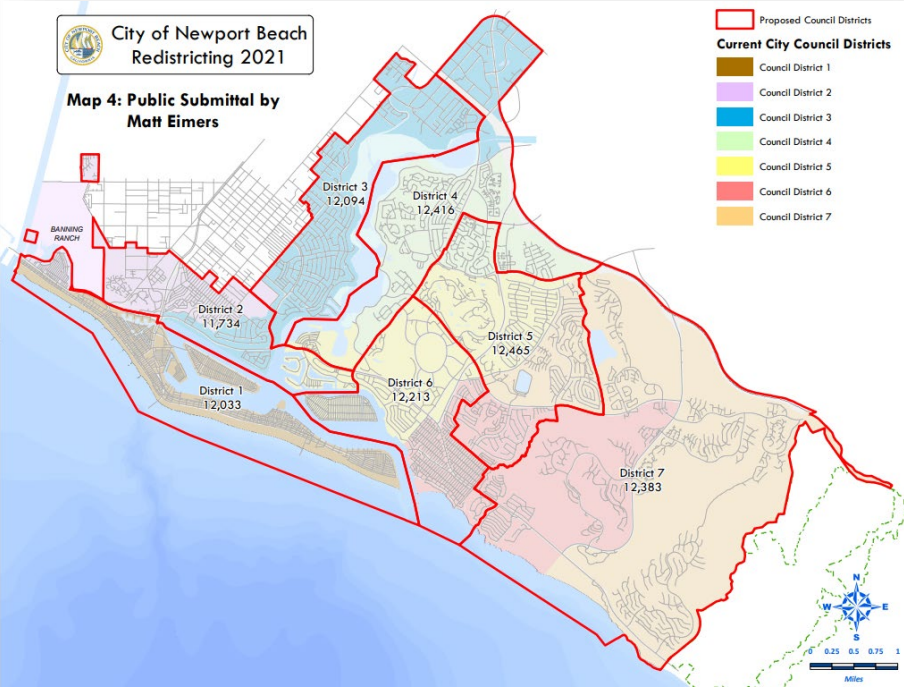 City of Newport Beach
Redistricting 2021
Map 4: Public Submittal by
Matt Eimers
Proposed Council Districts
Current City Council Districts
Council District 1
Council District 2
Council District 3
Council District 4
Council District 5
Council District 6
Council District 7
District 3
12,094
District 4
12,416
BANNING
RANCH
District 2
11,734
District 5
12,465
District 1
12,033
District 6
12,213
District 7
12,383
N
W
E
S
0 0.25 0.5 0.75 1
Miles